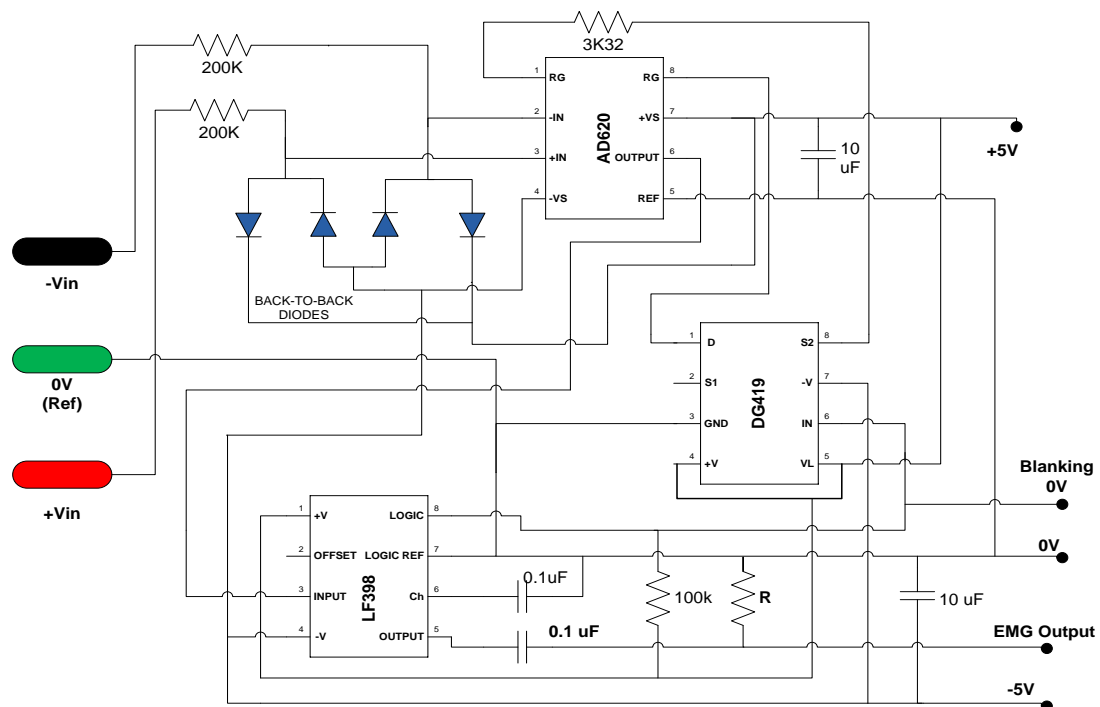 3K32
200K
200K
1 RG
RG 8
2 -IN
+VS 7
3 +IN
OUTPUT 6
4 -VS
REF 5
AD620
10
uF
+5V
-Vin
BACK-TO-BACK
DIODES
0V
(Ref)
+Vin
1 D
S2 8
2 S1
-V 7
3 GND
IN 6
4 +V
VL 5
DG419
Blanking
0V
0V
1 +V
LOGIC 8
2 OFFSET
LOGIC REF 7
3 INPUT
Ch 6
4 -V
OUTPUT 5
LF398
0.1uF
0.1 uF
100k
R
10 uF
EMG Output
-5V